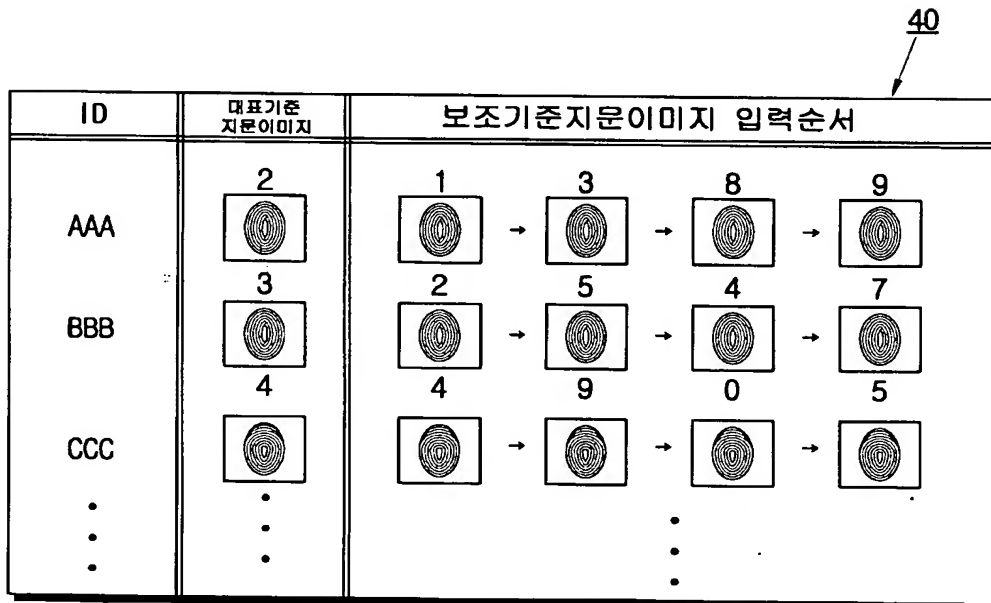 40
ID
대표기준
지문이미지
보조기준지문이미지 입력순서
2 1 3 8 9
AAA → → →
3 2 5 4 7
BBB → → →
4 4 9 0 5
CCC → → →